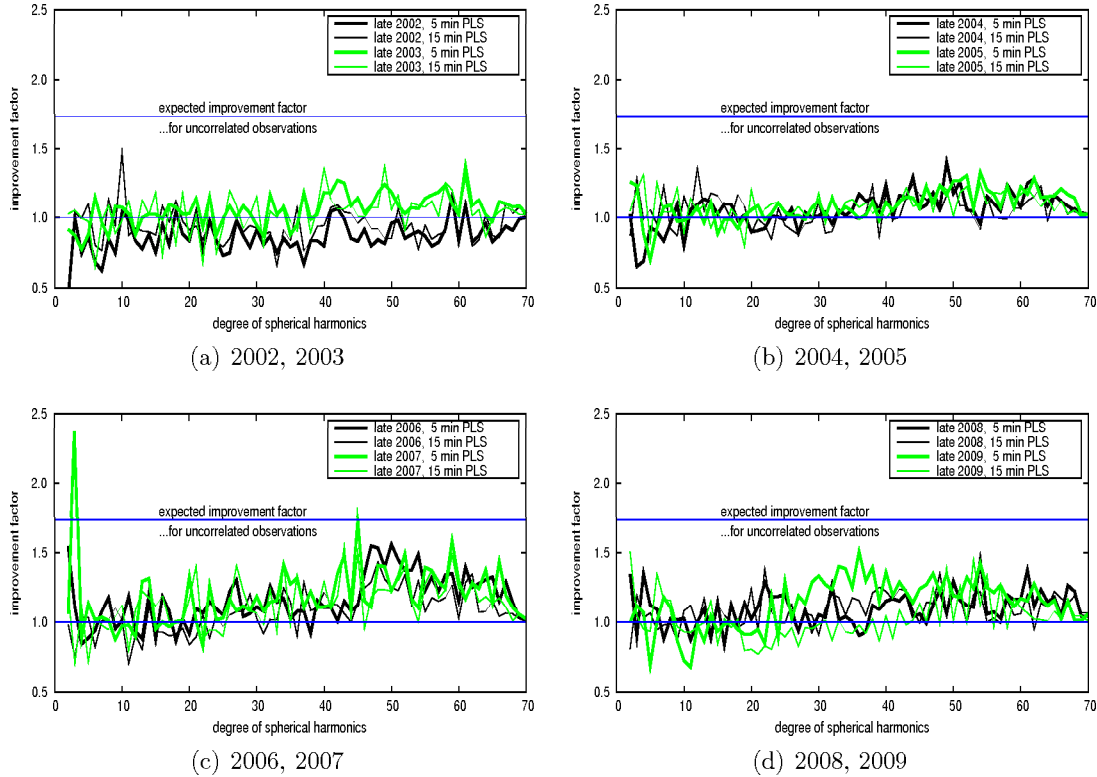 2.5
2.0
1.5
1.0
0.5
improvement factor
late 2002, 5 min PLS
late 2002, 15 min PLS
late 2003, 5 min PLS
late 2003, 15 min PLS
expected improvement factor
...for uncorrelated observations
0 10 20 30 40 50 60 70
degree of spherical harmonics
(a) 2002, 2003
2.5
2.0
1.5
1.0
0.5
improvement factor
late 2004, 5 min PLS
late 2004, 15 min PLS
late 2005, 5 min PLS
late 2005, 15 min PLS
expected improvement factor
...for uncorrelated observations
0 10 20 30 40 50 60 70
degree of spherical harmonics
(b) 2004, 2005
2.5
2.0
1.5
1.0
0.5
improvement factor
late 2006, 5 min PLS
late 2006, 15 min PLS
late 2007, 5 min PLS
late 2007, 15 min PLS
expected improvement factor
...for uncorrelated observations
0 10 20 30 40 50 60 70
degree of spherical harmonics
(c) 2006, 2007
2.5
2.0
1.5
1.0
0.5
improvement factor
late 2008, 5 min PLS
late 2008, 15 min PLS
late 2009, 5 min PLS
late 2009, 15 min PLS
expected improvement factor
...for uncorrelated observations
0 10 20 30 40 50 60 70
degree of spherical harmonics
(d) 2008, 2009